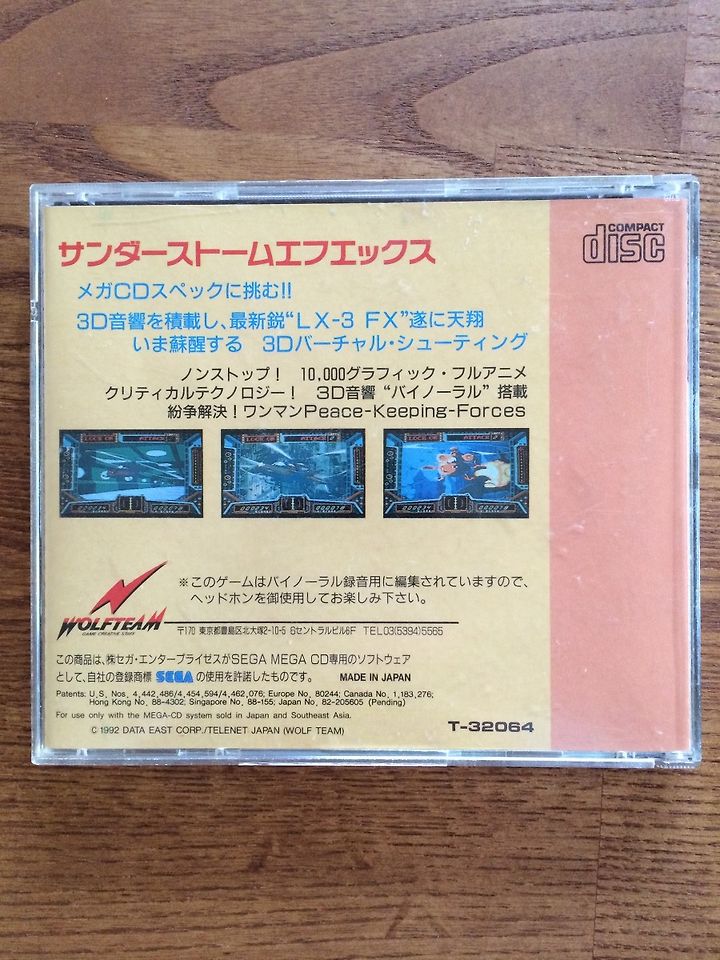 COMPACT
disc
サンダーストームエフエックス
メガCDスペックに挑む!!
3D音響を積載し、最新鋭“LX-3 FX”遂に天翔
いま蘇醒する 3Dバーチャル・シューティング
ノンストップ! 10,000グラフィック・フルアニメ
クリティカルテクノロジー! 3D音響“バイノーラル”搭載
紛争解決!ワンマンPeace-Keeping-Forces
LOCK ON ATTACK
LOCK ON ATTACK
LOCK ON ATTACK
※このゲームはバイノーラル録音用に編集されていますので、
ヘッドホンを御使用してお楽しみ下さい。
WOLFTEAM
GAME CREATIVE STAFF
〒170 東京都豊島区北大塚2-10-5 6セントラルビル6F TEL03(5394)5565
この商品は、㈱セガ・エンタープライゼスがSEGA MEGA CD専用のソフトウェア
として、自社の登録商標 SEGA の使用を許諾したものです。 MADE IN JAPAN
Patents: U.S. Nos. 4,442,486/4,454,594/4,462,076; Europe No. 80244; Canada No. 1,183,276;
Hong Kong No. 88-4302; Singapore No. 88-155; Japan No. 82-205605 (Pending)
For use only with the MEGA-CD system sold in Japan and Southeast Asia.
© 1992 DATA EAST CORP./TELENET JAPAN (WOLF TEAM)
T-32064